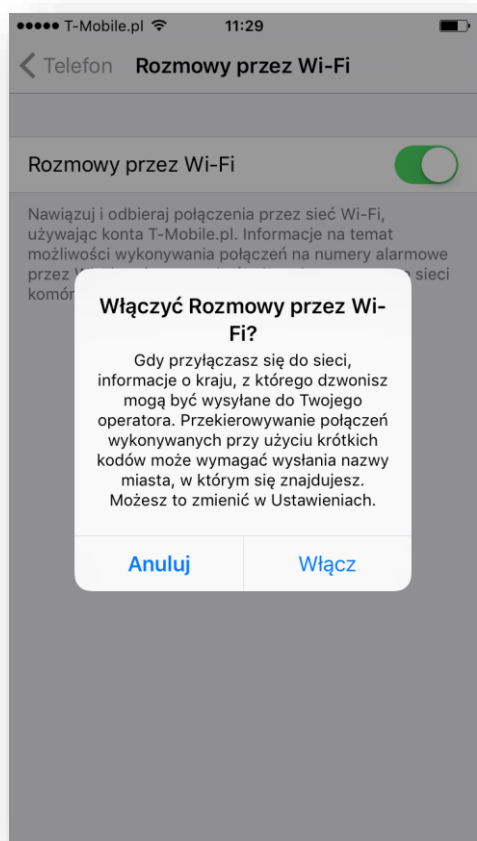 T-Mobile.pl 11:29
Telefon Rozmowy przez Wi-Fi
Rozmowy przez Wi-Fi
Nawiązuj i odbieraj połączenia przez sieć Wi-Fi,
używając konta T-Mobile.pl. Informacje na temat
możliwości wykonywania połączeń na numery alarmowe
przez sieci
komór
Włączyć Rozmowy przez Wi-
Fi?
Gdy przyłączasz się do sieci,
informacje o kraju, z którego dzwonisz
mogą być wysyłane do Twojego
operatora. Przekierowywanie połączeń
wykonywanych przy użyciu krótkich
kodów może wymagać wysłania nazwy
miasta, w którym się znajdujesz.
Możesz to zmienić w Ustawieniach.
Anuluj Włącz